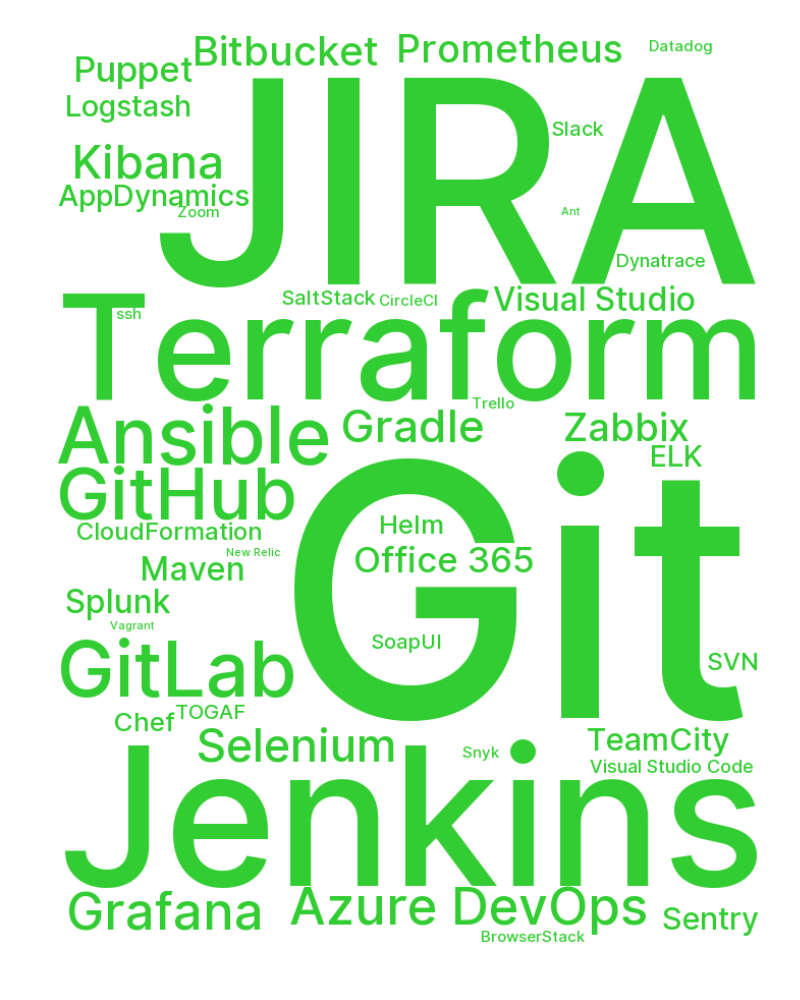 Bitbucket
Prometheus
Datadog
Puppet
Logstash
JIRA
Slack
Kibana
AppDynamics
Zoom
Ant
Dynatrace
SaltStack
CircleCI
Visual Studio
ssh
Terraform
Trello
Ansible
Gradle
Zabbix
ELK
GitHub
Git
Helm
CloudFormation
New Relic
Office 365
Maven
Splunk
Vagrant
SoapUI
GitLab
SVN
TOGAF
Chef
Selenium
Snyk
TeamCity
Visual Studio Code
Jenkins
Grafana
Azure DevOps
Sentry
BrowserStack